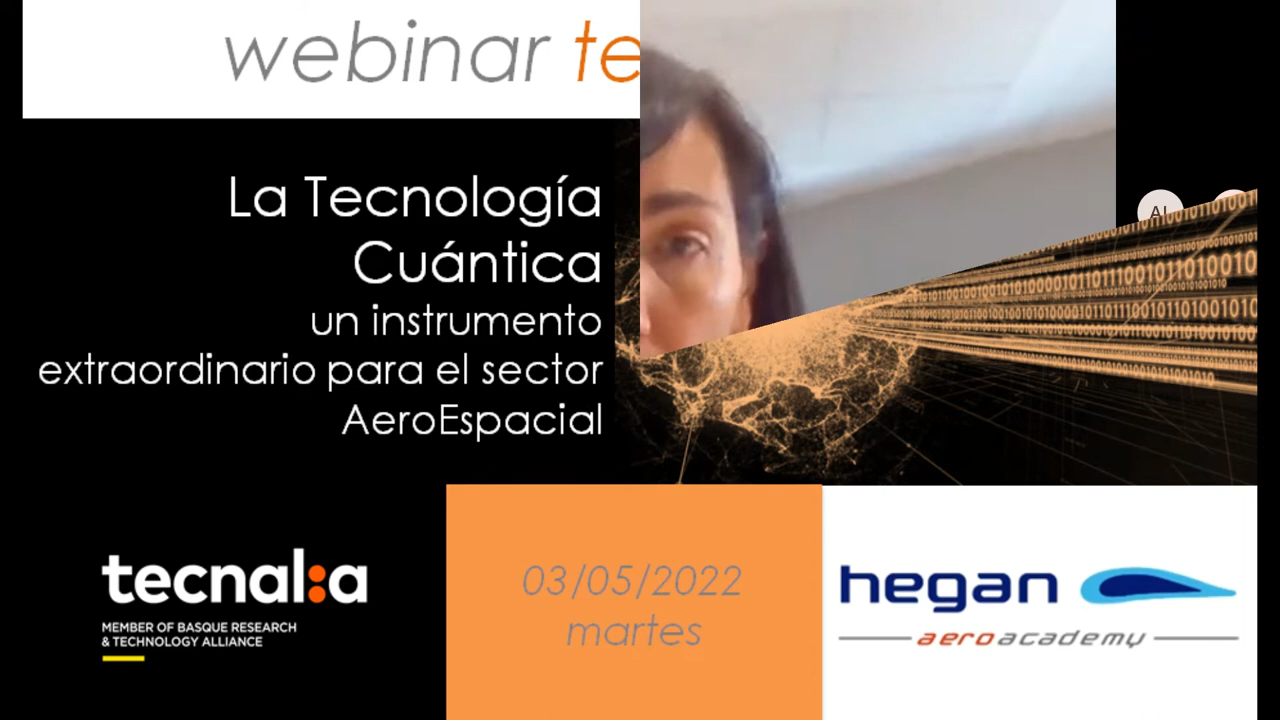 webinar te
La Tecnología
Cuántica
un instrumento
extraordinario para el sector
AeroEspacial
tecnal:a
MEMBER OF BASQUE RESEARCH
& TECHNOLOGY ALLIANCE
03/05/2022
martes
hegan
aeroacademy